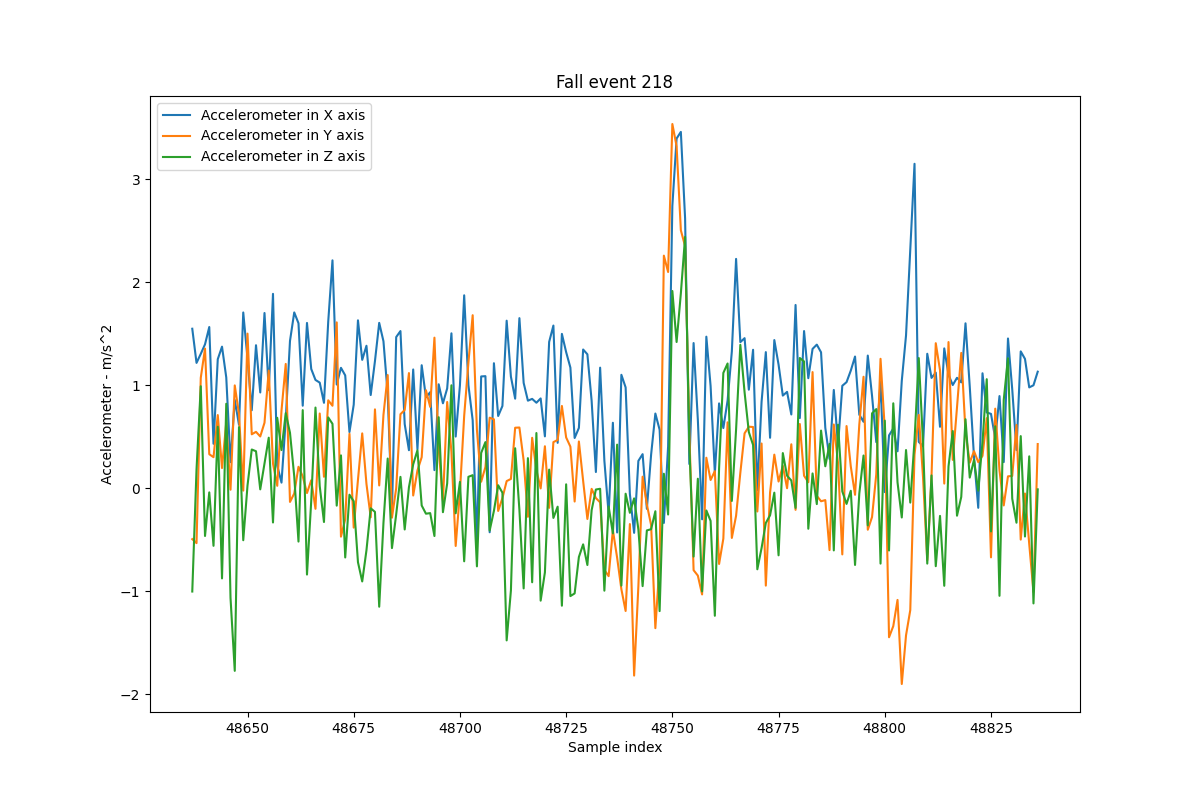 Fall event 218
Accelerometer in X axis
Accelerometer in Y axis
Accelerometer in Z axis
Accelerometer - m/s^2
3
2
1
0
−1
−2
48650 48675 48700 48725 48750 48775 48800 48825
Sample index